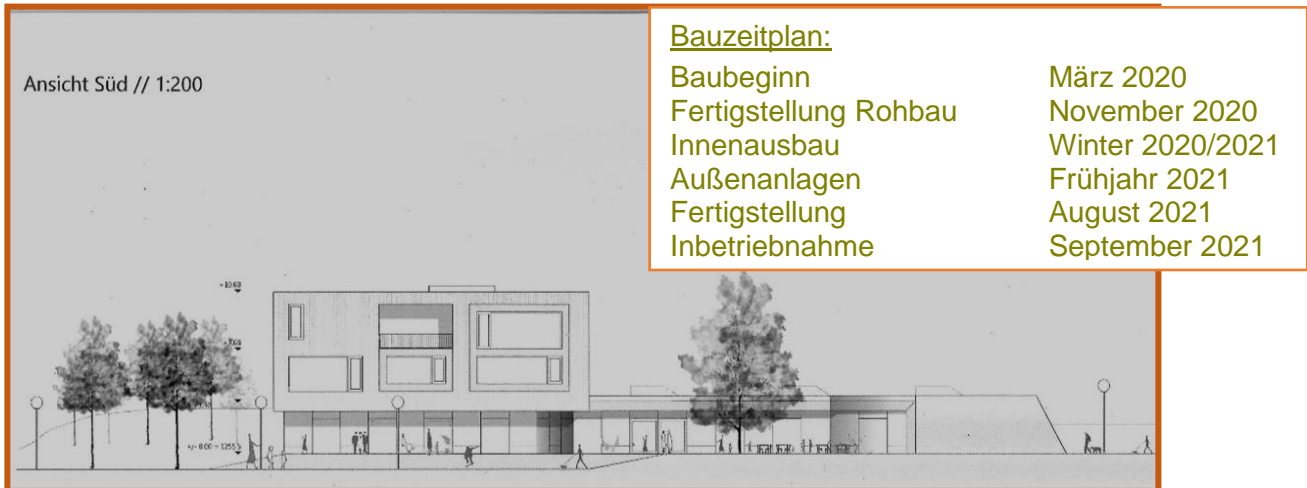 Ansicht Süd // 1:200
Bauzeitplan:
Baubeginn März 2020
Fertigstellung Rohbau November 2020
Innenausbau Winter 2020/2021
Außenanlagen Frühjahr 2021
Fertigstellung August 2021
Inbetriebnahme September 2021